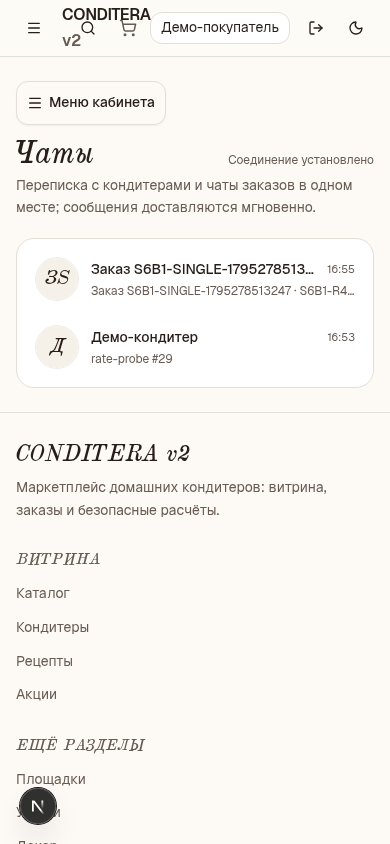 CONDITERA
v2
Демо-покупатель
Меню кабинета
Чаты
Соединение установлено
Переписка с кондитерами и чаты заказов в одном
месте; сообщения доставляются мгновенно.
ЗS
Заказ S6B1-SINGLE-1795278513...
16:55
Заказ S6B1-SINGLE-1795278513247 · S6B1-R4...
Д
Демо-кондитер
16:53
rate-probe #29
CONDITERA v2
Маркетплейс домашних кондитеров: витрина,
заказы и безопасные расчёты.
ВИТРИНА
Каталог
Кондитеры
Рецепты
Акции
ЕЩЁ РАЗДЕЛЫ
Площадки
N